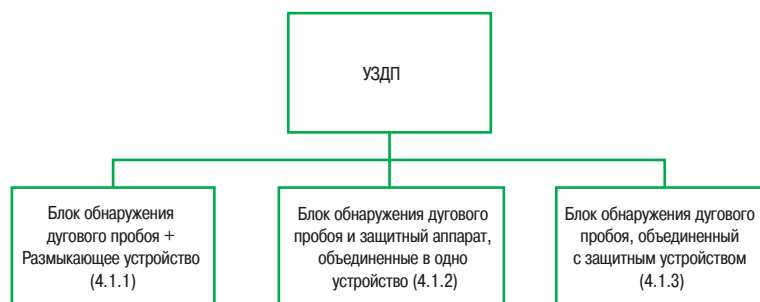 УЗДП
Блок обнаружения
дугового пробоя +
Размыкающее устройство
(4.1.1)
Блок обнаружения дугового
пробоя и защитный аппарат,
объединенные в одно
устройство (4.1.2)
Блок обнаружения дугового
пробоя, объединенный
с защитным устройством
(4.1.3)